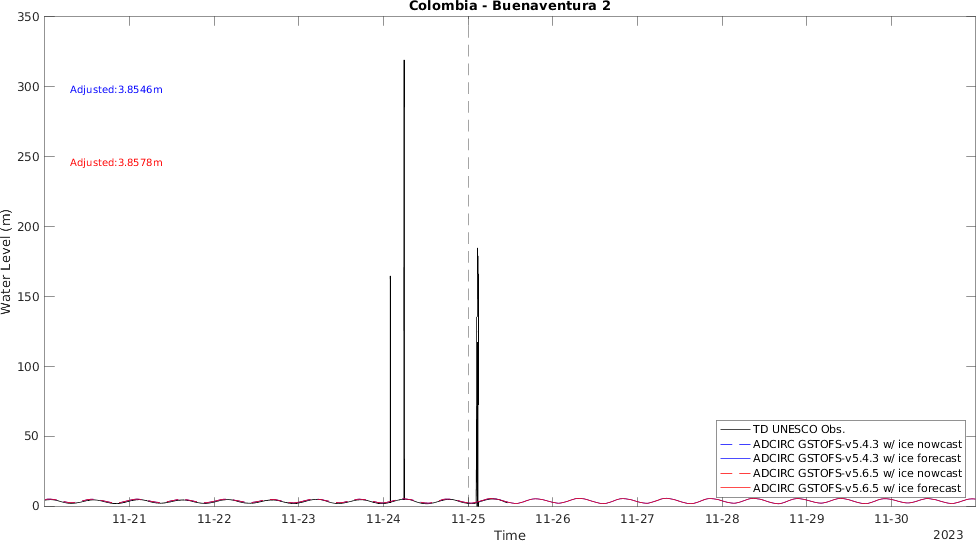 Colombia - Buenaventura 2
350
300
250
200
150
100
50
0
Water Level (m)
Adjusted:3.8546m
Adjusted:3.8578m
TD UNESCO Obs.
ADCIRC GSTOFS-v5.4.3 w/ ice nowcast
ADCIRC GSTOFS-v5.4.3 w/ ice forecast
ADCIRC GSTOFS-v5.6.5 w/ ice nowcast
ADCIRC GSTOFS-v5.6.5 w/ ice forecast
11-21 11-22 11-23 11-24 11-25 11-26 11-27 11-28 11-29 11-30
Time
2023